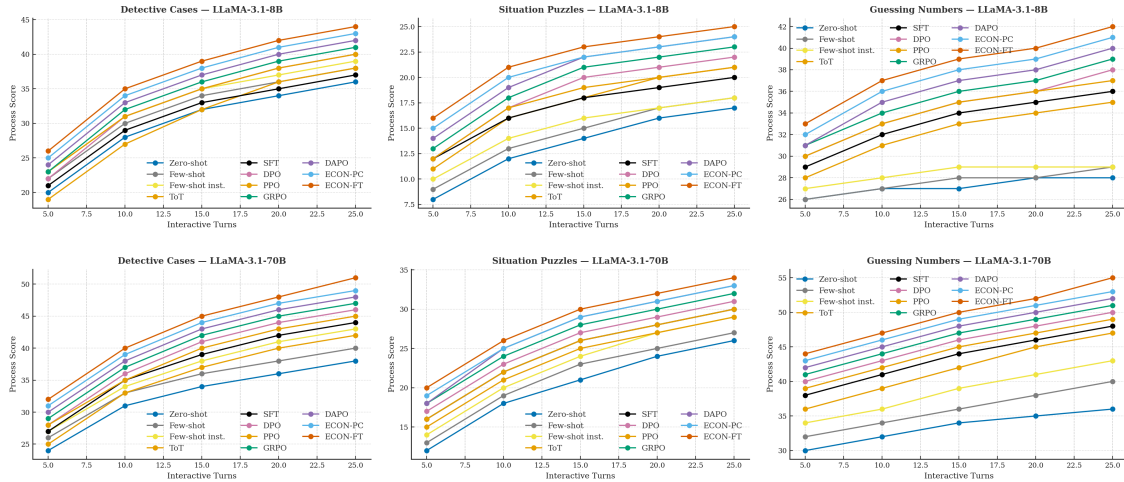 Detective Cases — LLaMA-3.1-8B
45
40
35
30
25
20
Process Score
5.0 7.5 10.0 12.5 15.0 17.5 20.0 22.5 25.0
Interactive Turns
Zero-shot SFT DAPO
Few-shot DPO ECON-PC
Few-shot inst. PPO ECON-FT
ToT GRPO
Situation Puzzles — LLaMA-3.1-8B
25.0
22.5
20.0
17.5
15.0
12.5
10.0
7.5
Process Score
5.0 7.5 10.0 12.5 15.0 17.5 20.0 22.5 25.0
Interactive Turns
Zero-shot SFT DAPO
Few-shot DPO ECON-PC
Few-shot inst. PPO ECON-FT
ToT GRPO
Guessing Numbers — LLaMA-3.1-8B
42
40
38
36
34
32
30
28
26
Process Score
5.0 7.5 10.0 12.5 15.0 17.5 20.0 22.5 25.0
Interactive Turns
Zero-shot SFT DAPO
Few-shot DPO ECON-PC
Few-shot inst. PPO ECON-FT
ToT GRPO
Detective Cases — LLaMA-3.1-70B
50
45
40
35
30
25
Process Score
5.0 7.5 10.0 12.5 15.0 17.5 20.0 22.5 25.0
Interactive Turns
Zero-shot SFT DAPO
Few-shot DPO ECON-PC
Few-shot inst. PPO ECON-FT
ToT GRPO
Situation Puzzles — LLaMA-3.1-70B
35
30
25
20
15
Process Score
5.0 7.5 10.0 12.5 15.0 17.5 20.0 22.5 25.0
Interactive Turns
Zero-shot SFT DAPO
Few-shot DPO ECON-PC
Few-shot inst. PPO ECON-FT
ToT GRPO
Guessing Numbers — LLaMA-3.1-70B
55
50
45
40
35
30
Process Score
5.0 7.5 10.0 12.5 15.0 17.5 20.0 22.5 25.0
Interactive Turns
Zero-shot SFT DAPO
Few-shot DPO ECON-PC
Few-shot inst. PPO ECON-FT
ToT GRPO